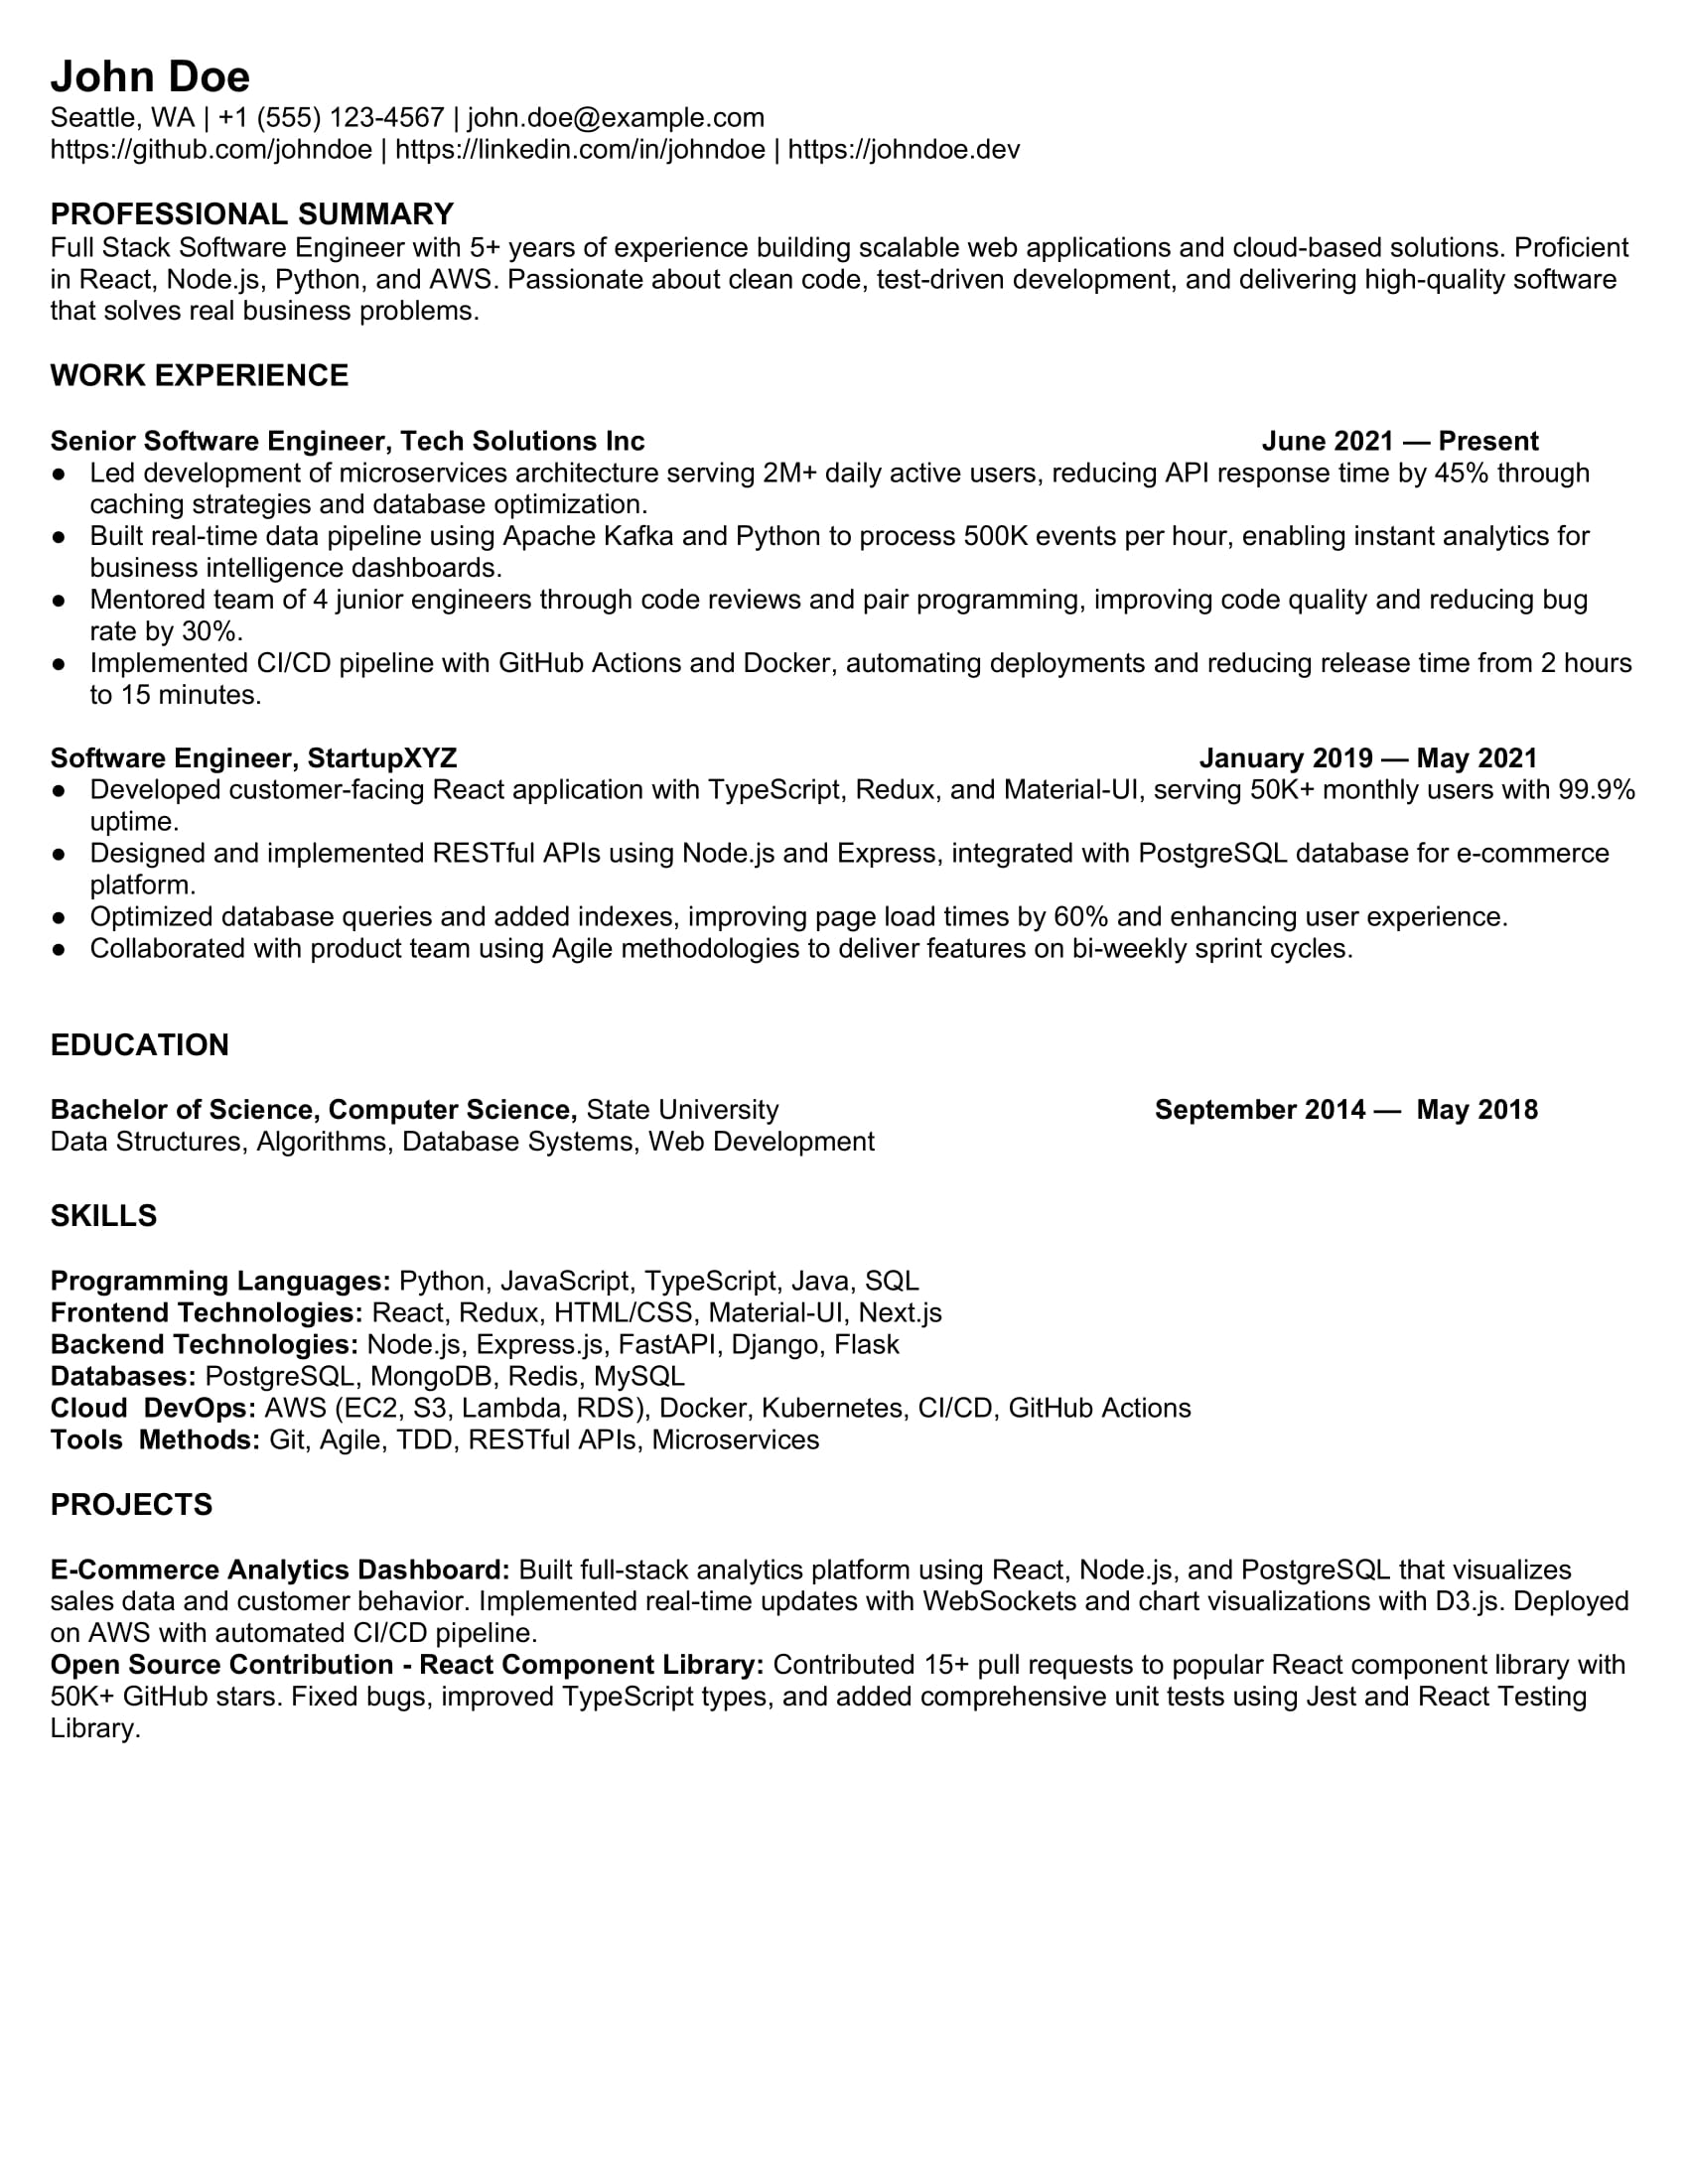 John Doe
Seattle, WA | +1 (555) 123-4567 | john.doe@example.com
https://github.com/johndoe | https://linkedin.com/in/johndoe | https://johndoe.dev
PROFESSIONAL SUMMARY
Full Stack Software Engineer with 5+ years of experience building scalable web applications and cloud-based solutions. Proficient
in React, Node.js, Python, and AWS. Passionate about clean code, test-driven development, and delivering high-quality software
that solves real business problems.
WORK EXPERIENCE
Senior Software Engineer, Tech Solutions Inc June 2021 — Present
● Led development of microservices architecture serving 2M+ daily active users, reducing API response time by 45% through
caching strategies and database optimization.
● Built real-time data pipeline using Apache Kafka and Python to process 500K events per hour, enabling instant analytics for
business intelligence dashboards.
● Mentored team of 4 junior engineers through code reviews and pair programming, improving code quality and reducing bug
rate by 30%.
● Implemented CI/CD pipeline with GitHub Actions and Docker, automating deployments and reducing release time from 2 hours
to 15 minutes.
Software Engineer, StartupXYZ January 2019 — May 2021
● Developed customer-facing React application with TypeScript, Redux, and Material-UI, serving 50K+ monthly users with 99.9%
uptime.
● Designed and implemented RESTful APIs using Node.js and Express, integrated with PostgreSQL database for e-commerce
platform.
● Optimized database queries and added indexes, improving page load times by 60% and enhancing user experience.
● Collaborated with product team using Agile methodologies to deliver features on bi-weekly sprint cycles.
EDUCATION
Bachelor of Science, Computer Science, State University September 2014 — May 2018
Data Structures, Algorithms, Database Systems, Web Development
SKILLS
Programming Languages: Python, JavaScript, TypeScript, Java, SQL
Frontend Technologies: React, Redux, HTML/CSS, Material-UI, Next.js
Backend Technologies: Node.js, Express.js, FastAPI, Django, Flask
Databases: PostgreSQL, MongoDB, Redis, MySQL
Cloud  DevOps: AWS (EC2, S3, Lambda, RDS), Docker, Kubernetes, CI/CD, GitHub Actions
Tools  Methods: Git, Agile, TDD, RESTful APIs, Microservices
PROJECTS
E-Commerce Analytics Dashboard: Built full-stack analytics platform using React, Node.js, and PostgreSQL that visualizes
sales data and customer behavior. Implemented real-time updates with WebSockets and chart visualizations with D3.js. Deployed
on AWS with automated CI/CD pipeline.
Open Source Contribution - React Component Library: Contributed 15+ pull requests to popular React component library with
50K+ GitHub stars. Fixed bugs, improved TypeScript types, and added comprehensive unit tests using Jest and React Testing
Library.